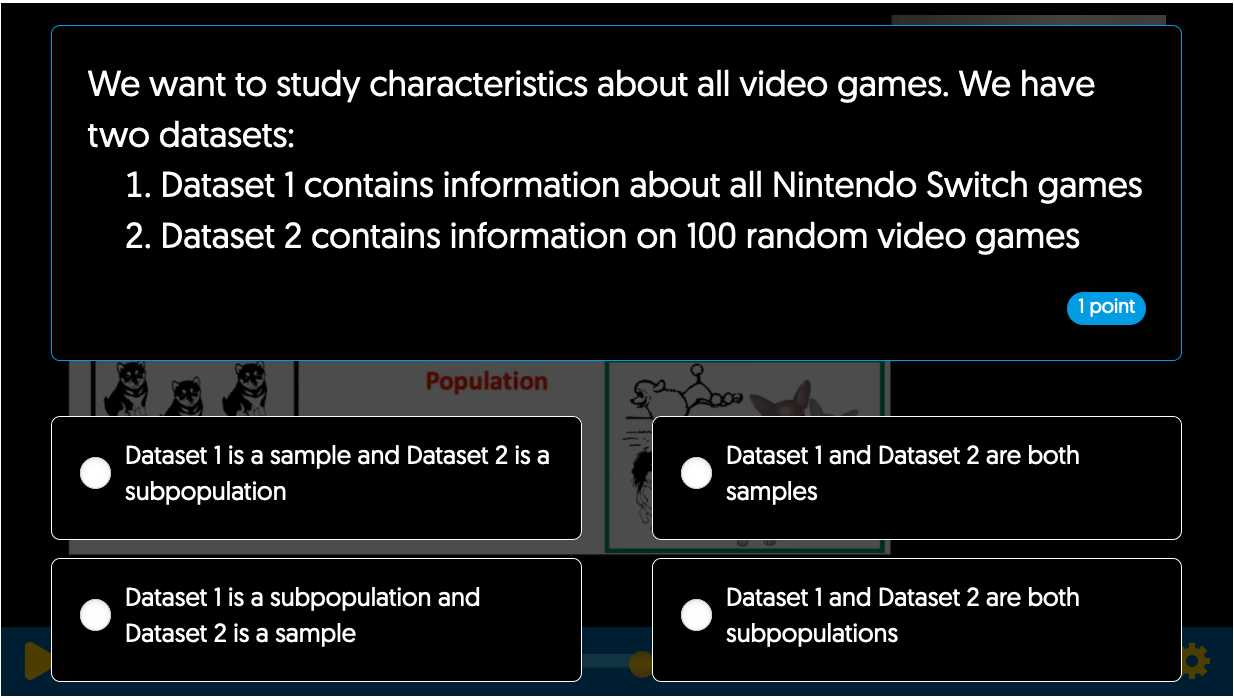 We want to study characteristics about all video games. We have
two datasets:
1. Dataset 1 contains information about all Nintendo Switch games
2. Dataset 2 contains information on 100 random video games
1 point
Population
Dataset 1 is a sample and Dataset 2 is a
subpopulation
Dataset 1 and Dataset 2 are both
samples
Dataset 1 is a subpopulation and
Dataset 2 is a sample
Dataset 1 and Dataset 2 are both
subpopulations